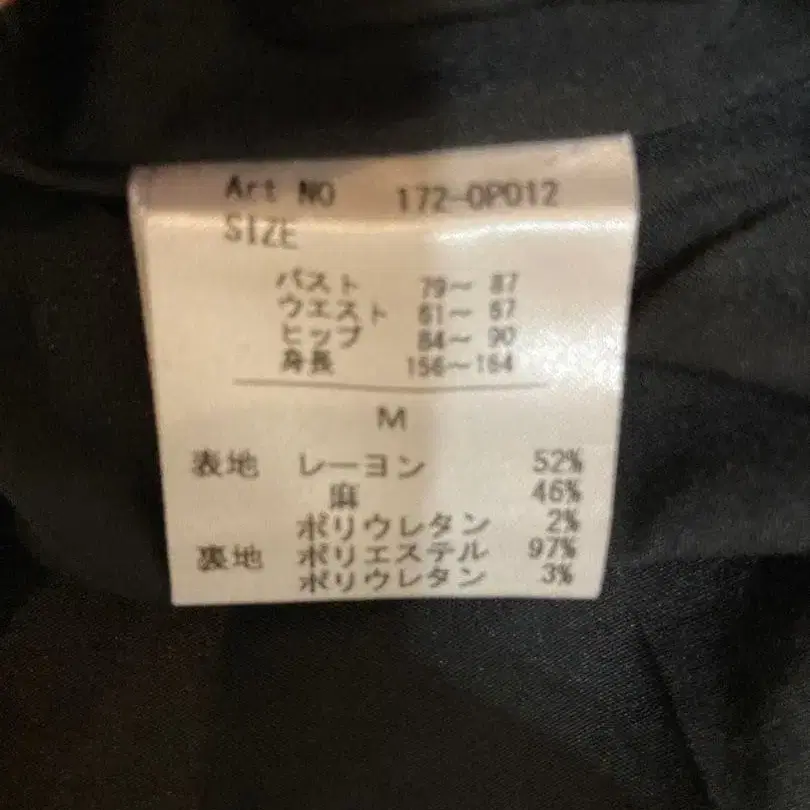 Art NO 172-OP012
SIZE
バスト 79～ 87
ウエスト 61～ 67
ヒップ 84～ 90
身長 156～164
M
表地 レーヨン 52%
麻 46%
ポリウレタン 2%
裏地 ポリエステル 97%
ポリウレタン 3%